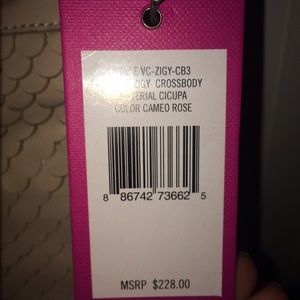 VC-ZIGY-CB3
ZIGY CROSSBODY
CICUPA
COLOR CAMEO ROSE
8 86742 73662 5
MSRP $228.00